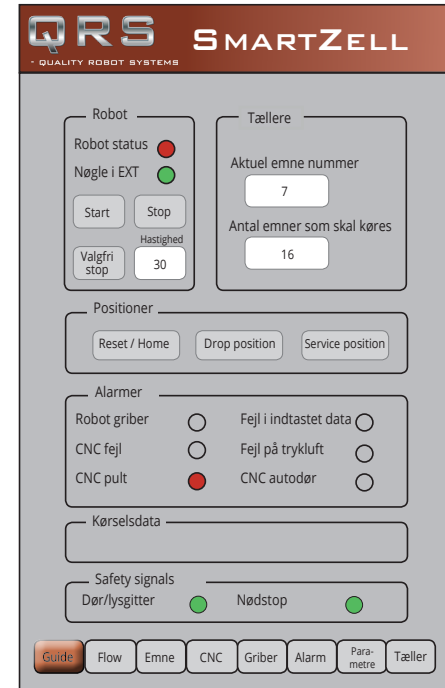 QRS
- QUALITY ROBOT SYSTEMS
SMARTZELL
Robot
Robot status
Nøgle i EXT
Start
Stop
Valgfri
stop
Hastighed
30
Tællere
Aktuel emne nummer
7
Antal emner som skal køres
16
Positioner
Reset / Home
Drop position
Service position
Alarmer
Robot griber
Fejl i indtastet data
CNC fejl
Fejl på trykluft
CNC pult
CNC autodør
Kørselsdata
Safety signals
Dør/lysgitter
Nødstop
Guide
Flow
Emne
CNC
Griber
Alarm
Para-
metre
Tæller